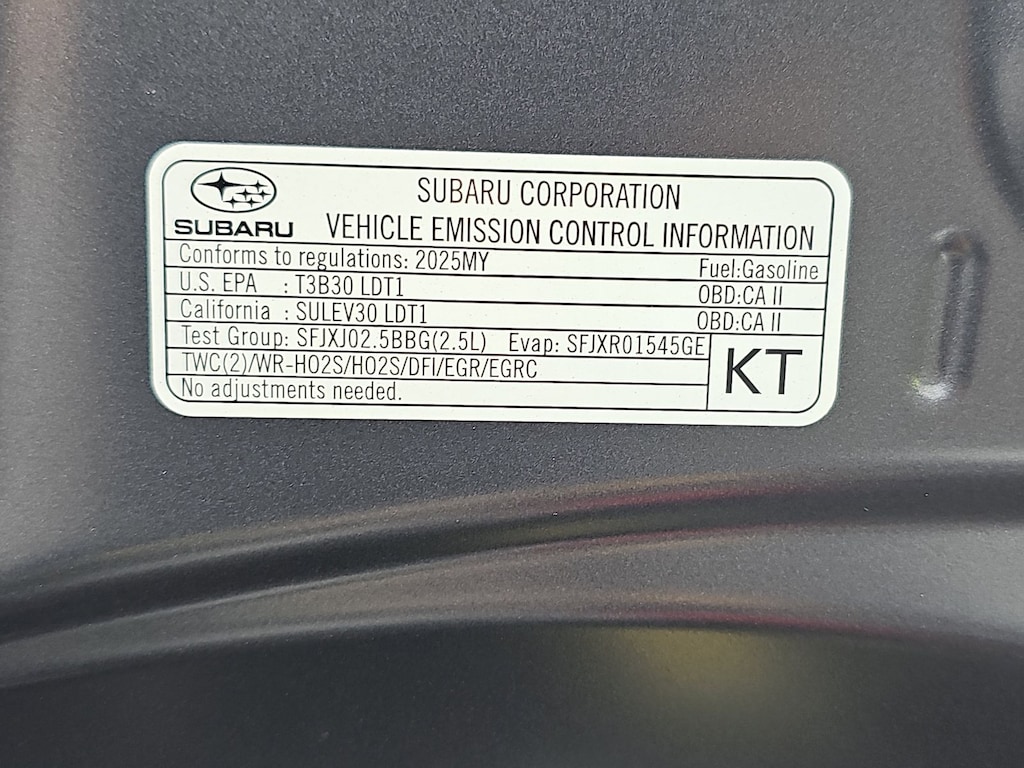 SUBARU CORPORATION
SUBARU
VEHICLE EMISSION CONTROL INFORMATION
Conforms to regulations: 2025MY Fuel:Gasoline
U.S. EPA : T3B30 LDT1 OBD:CA II
California : SULEV30 LDT1 OBD:CA II
Test Group: SFJXJ02.5BBG(2.5L) Evap: SFJXR01545GE
TWC(2)/WR-HO2S/HO2S/DFI/EGR/EGRC
KT
No adjustments needed.